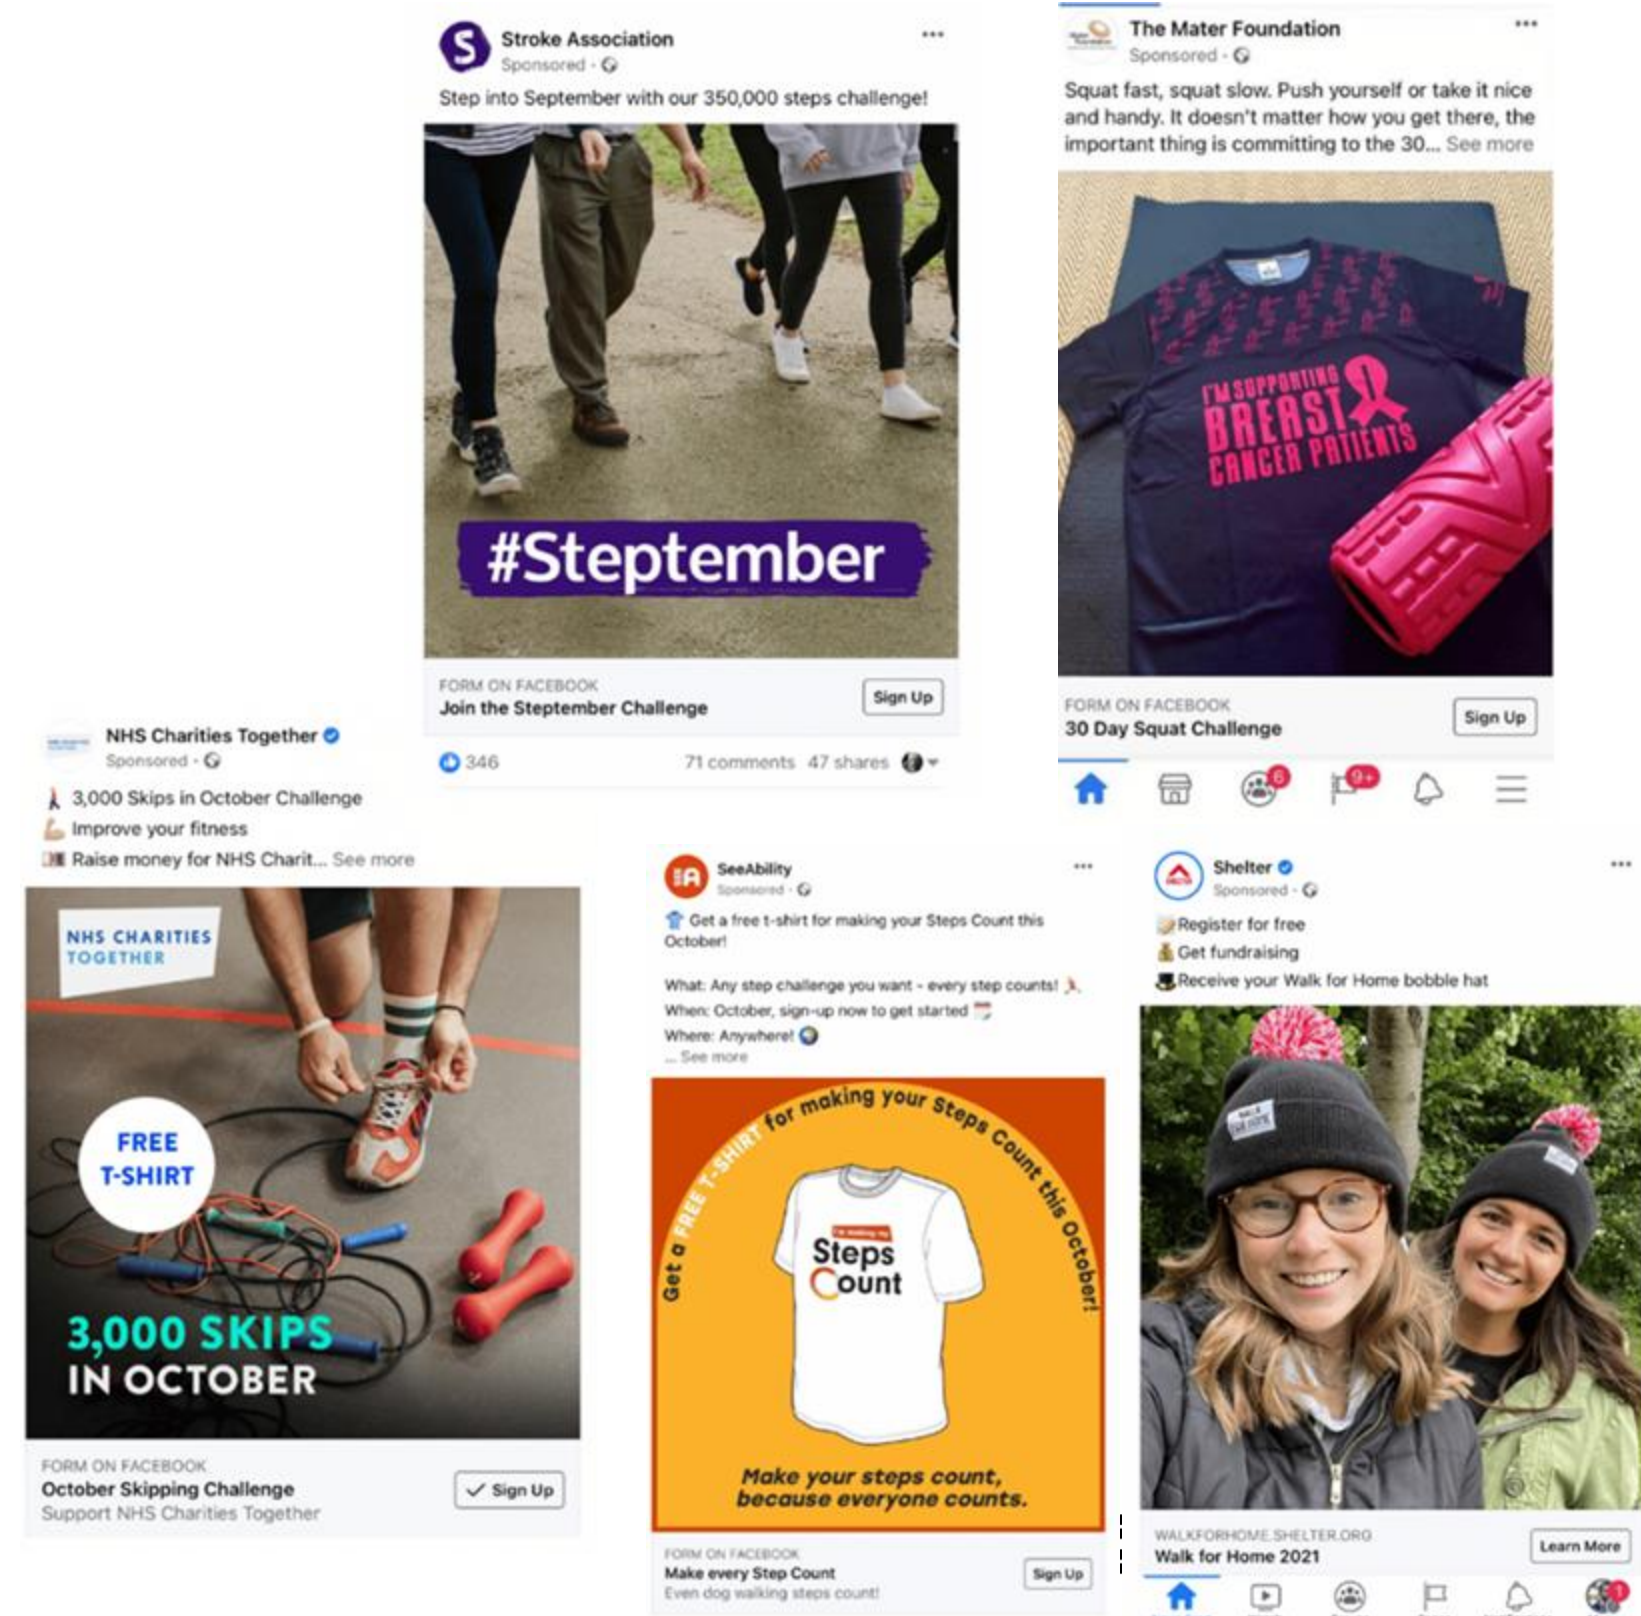 Stroke Association
Sponsored ·
Step into September with our 350,000 steps challenge!
#Steptember
FORM ON FACEBOOK
Join the Steptember Challenge
Sign Up
346
71 comments 47 shares
The Mater Foundation
Sponsored ·
Squat fast, squat slow. Push yourself or take it nice
and handy. It doesn't matter how you get there, the
important thing is committing to the 30... See more
I'M SUPPORTING
BREAST
CANCER PATIENTS
FORM ON FACEBOOK
30 Day Squat Challenge
Sign Up
6
9+
NHS Charities Together
Sponsored ·
3,000 Skips in October Challenge
Improve your fitness
Raise money for NHS Charit... See more
NHS CHARITIES
TOGETHER
FREE
T-SHIRT
3,000 SKIPS
IN OCTOBER
FORM ON FACEBOOK
October Skipping Challenge
Support NHS Charities Together
Sign Up
SeeAbility
Sponsored ·
Get a free t-shirt for making your Steps Count this
October!
What: Any step challenge you want - every step counts!
When: October, sign-up now to get started
Where: Anywhere!
... See more
Get a FREE T-SHIRT for making your Steps Count this October!
I'm making my
Steps
Count
Make your steps count,
because everyone counts.
FORM ON FACEBOOK
Make every Step Count
Even dog walking steps count!
Sign Up
Shelter
Sponsored ·
Register for free
Get fundraising
Receive your Walk for Home bobble hat
WALK
FOR HOME
WALKFORHOME.SHELTER.ORG
Walk for Home 2021
Learn More
1